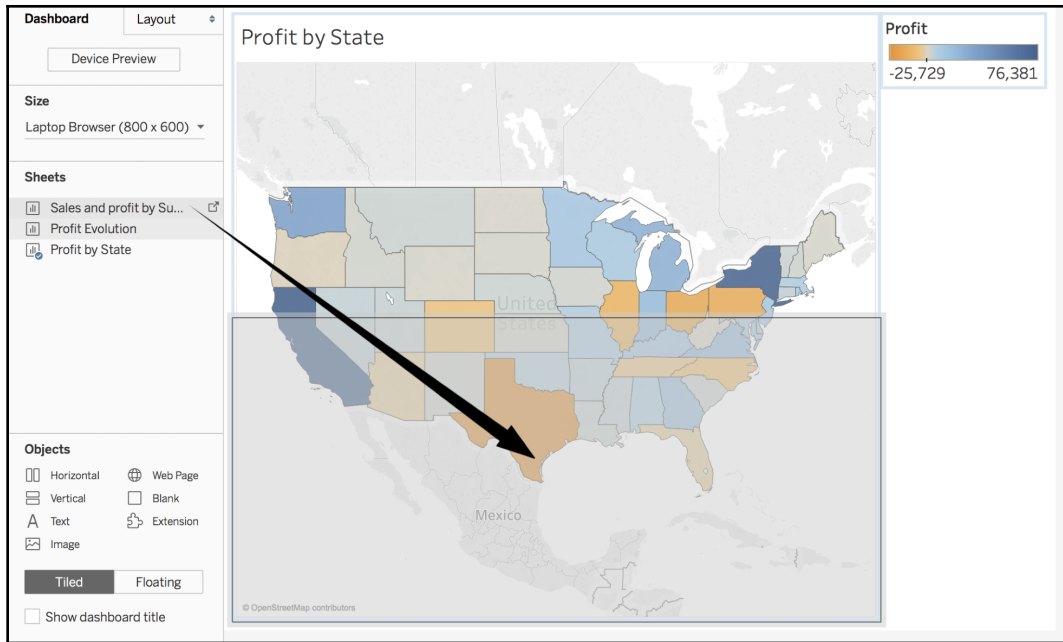 Dashboard
Layout
Device Preview
Size
Laptop Browser (800 x 600)
Sheets
Sales and profit by Su...
Profit Evolution
Profit by State
Objects
Horizontal
Web Page
Vertical
Blank
Text
Extension
Image
Tiled
Floating
Show dashboard title
Profit by State
United
States
Mexico
© OpenStreetMap contributors
Profit
-25,729 76,381